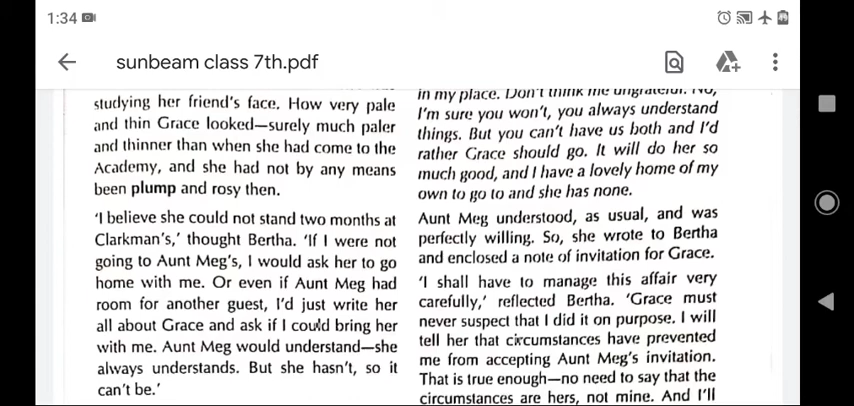 1:34
sunbeam class 7th.pdf
studying her friend's face. How very pale
and thin Grace looked—surely much paler
and thinner than when she had come to the
Academy, and she had not by any means
been plump and rosy then.
'I believe she could not stand two months at
Clarkman's,' thought Bertha. 'If I were not
going to Aunt Meg's, I would ask her to go
home with me. Or even if Aunt Meg had
room for another guest, I'd just write her
all about Grace and ask if I could bring her
with me. Aunt Meg would understand—she
always understands. But she hasn't, so it
can't be.'
in my place. Don't think me ungrateful. No,
I'm sure you won't, you always understand
things. But you can't have us both and I'd
rather Grace should go. It will do her so
much good, and I have a lovely home of my
own to go to and she has none.
Aunt Meg understood, as usual, and was
perfectly willing. So, she wrote to Bertha
and enclosed a note of invitation for Grace.
'I shall have to manage this affair very
carefully,' reflected Bertha. 'Grace must
never suspect that I did it on purpose. I will
tell her that circumstances have prevented
me from accepting Aunt Meg's invitation.
That is true enough—no need to say that the
circumstances are hers, not mine. And I'll